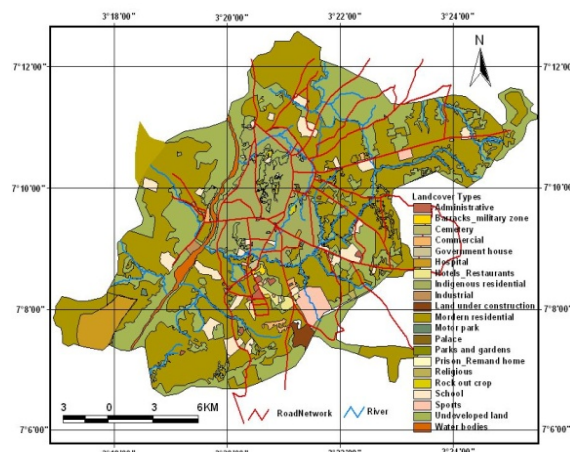 3°18'00" 3°20'00" 3°22'00" 3°24'00"
N
7°12'00" 7°12'0
7°10'00" 7°10'0
7°8'00" 7°8'0
7°6'00" 7°6'00
Landcover Types
Administrative
Barracks_military zone
Cemetery
Commercial
Government house
Hospital
Hotels_Restaurants
Indigenous residential
Industrial
Land under construction
Mordern residential
Motor park
Palace
Parks and gardens
Prison_Remand home
Religious
Rock out crop
School
Sports
Undeveloped land
Water bodies
3 0 3 6KM
RoadNetwork River